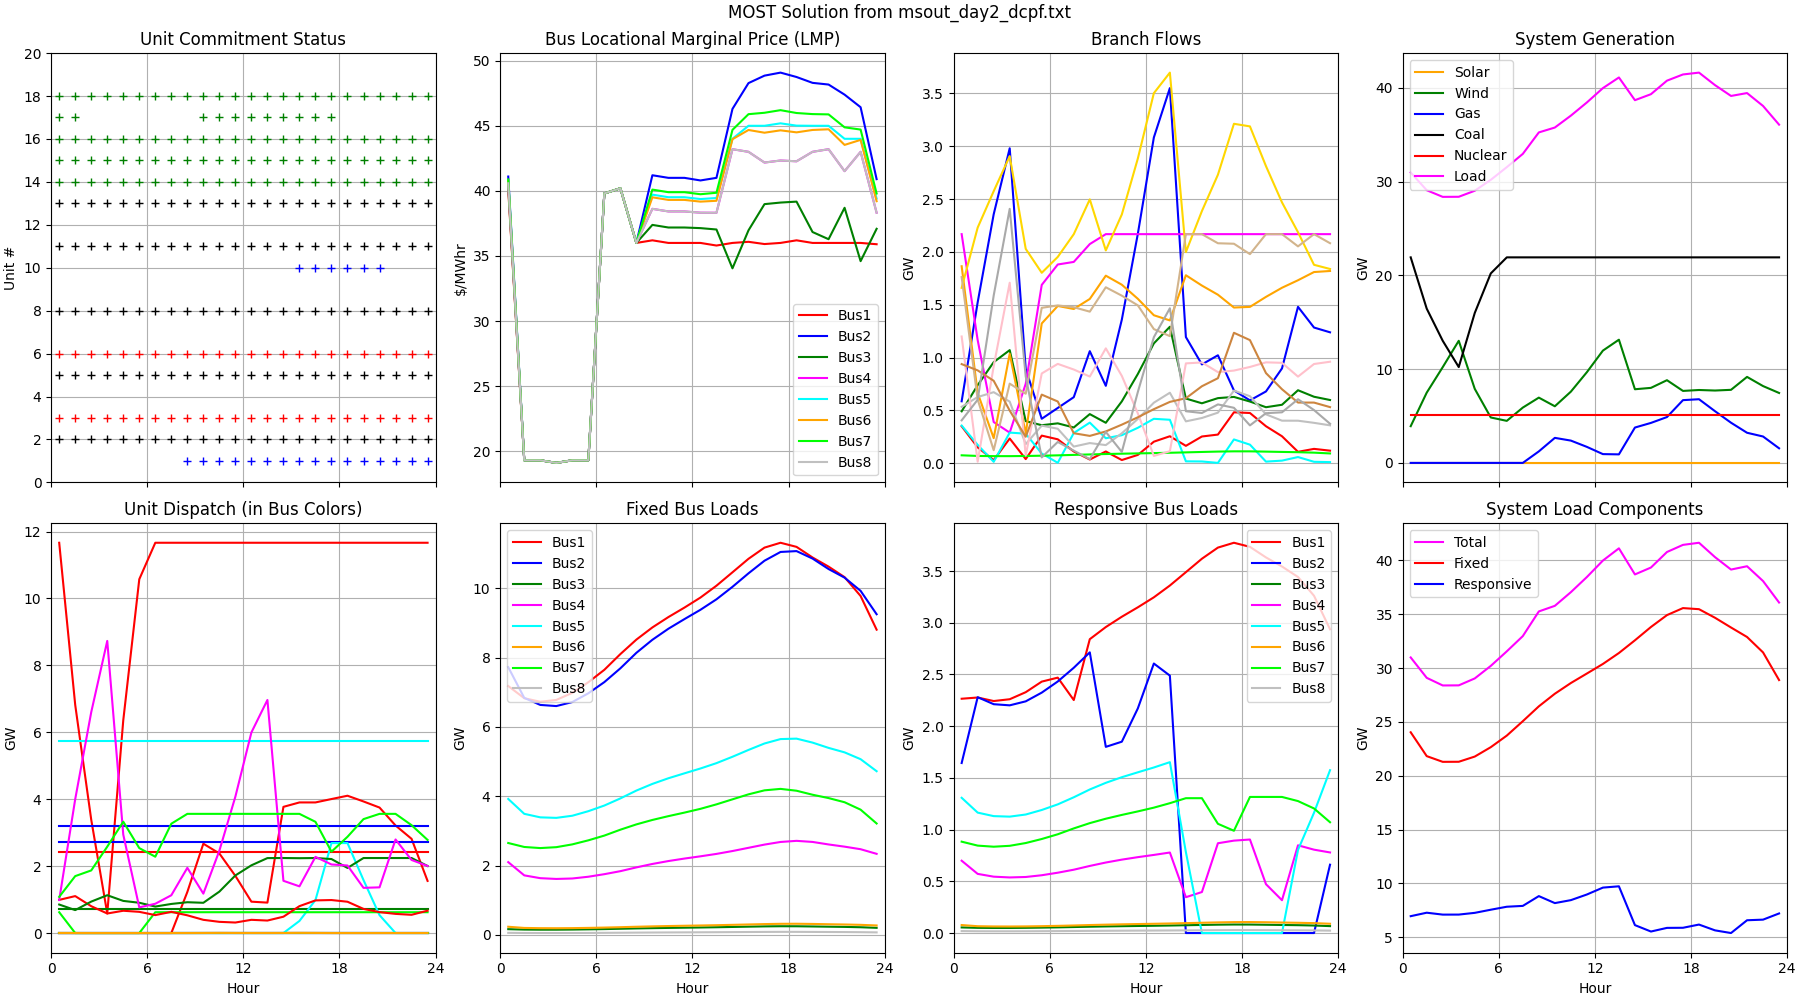 MOST Solution from msout_day2_dcpf.txt
Unit Commitment Status
Unit #
20
18
16
14
12
10
8
6
4
2
0
Bus Locational Marginal Price (LMP)
$/MWhr
50
45
40
35
30
25
20
Bus1
Bus2
Bus3
Bus4
Bus5
Bus6
Bus7
Bus8
Branch Flows
GW
3.5
3.0
2.5
2.0
1.5
1.0
0.5
0.0
System Generation
GW
40
30
20
10
0
Solar
Wind
Gas
Coal
Nuclear
Load
Unit Dispatch (in Bus Colors)
GW
12
10
8
6
4
2
0
0 6 12 18 24
Hour
Fixed Bus Loads
GW
10
8
6
4
2
0
Bus1
Bus2
Bus3
Bus4
Bus5
Bus6
Bus7
Bus8
0 6 12 18 24
Hour
Responsive Bus Loads
GW
3.5
3.0
2.5
2.0
1.5
1.0
0.5
0.0
Bus1
Bus2
Bus3
Bus4
Bus5
Bus6
Bus7
Bus8
0 6 12 18 24
Hour
System Load Components
GW
40
35
30
25
20
15
10
5
Total
Fixed
Responsive
0 6 12 18 24
Hour